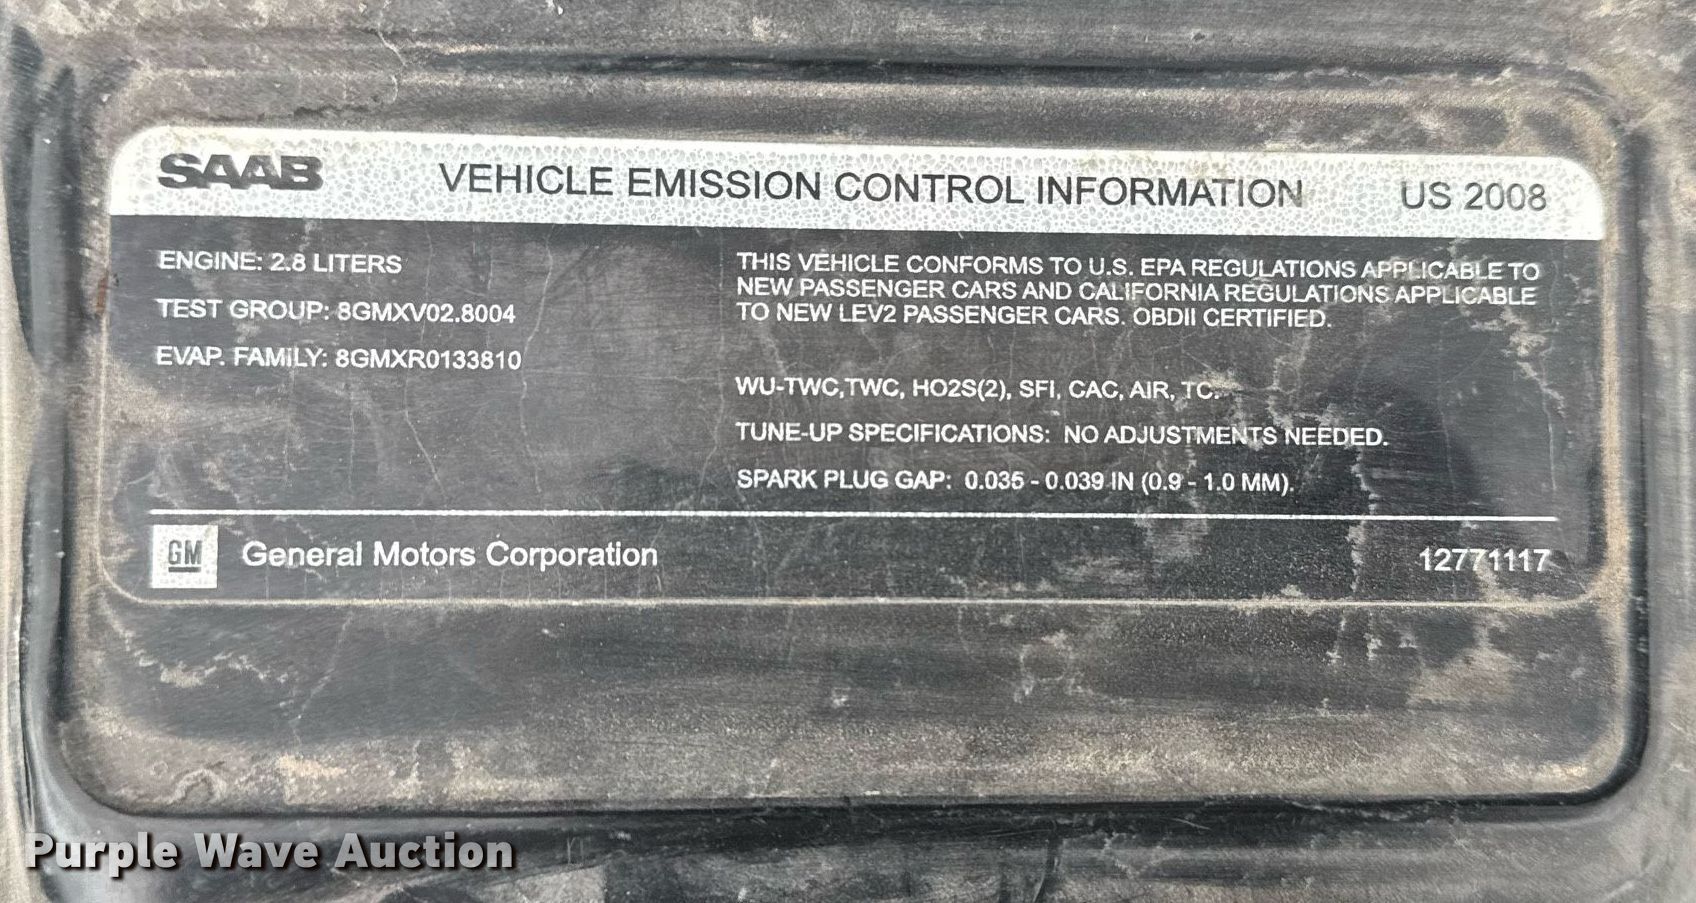 SAAB VEHICLE EMISSION CONTROL INFORMATION US 2008
ENGINE: 2.8 LITERS
TEST GROUP: 8GMXV02.8004
EVAP. FAMILY: 8GMXR0133810
THIS VEHICLE CONFORMS TO U.S. EPA REGULATIONS APPLICABLE TO
NEW PASSENGER CARS AND CALIFORNIA REGULATIONS APPLICABLE
TO NEW LEV2 PASSENGER CARS. OBDII CERTIFIED.
WU-TWC,TWC, HO2S(2), SFI, CAC, AIR, TC.
TUNE-UP SPECIFICATIONS: NO ADJUSTMENTS NEEDED.
SPARK PLUG GAP: 0.035 - 0.039 IN (0.9 - 1.0 MM).
GM General Motors Corporation 12771117
Purple Wave Auction